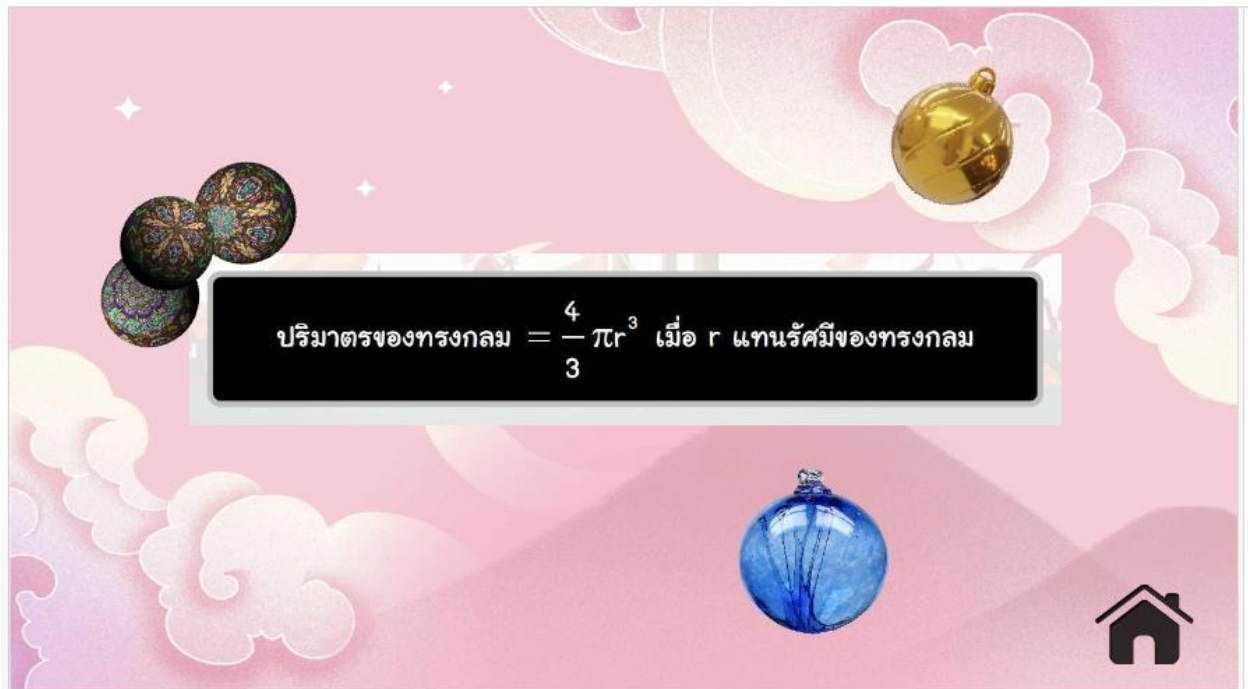 ปริมาตรของทรงกลม = 4/3 πr³ เมื่อ r แทนรัศมีของทรงกลม